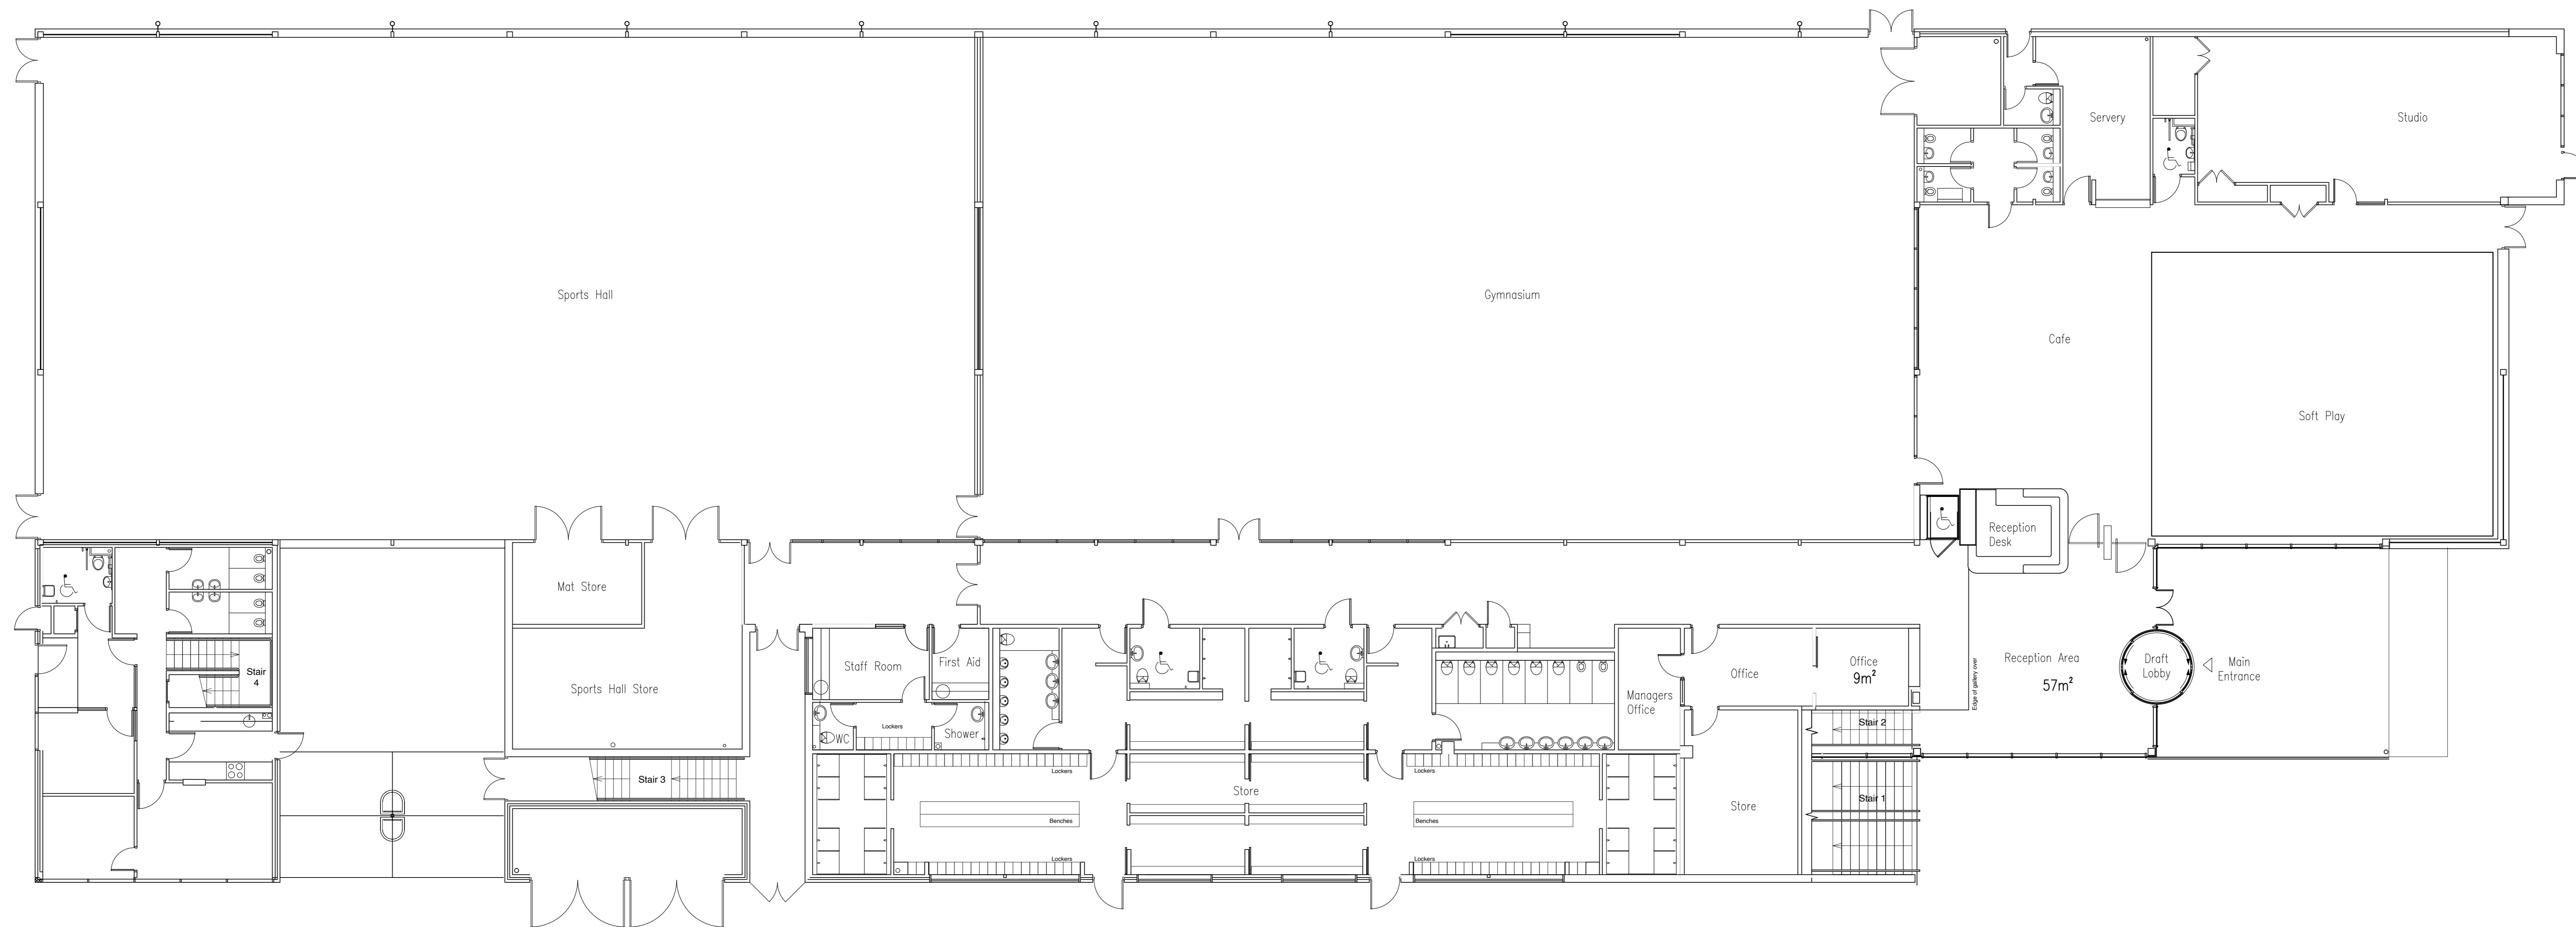 Servery
Studio
Sports Hall
Gymnasium
Cafe
Soft Play
Reception
Desk
Mat Store
Stair
4
Sports Hall Store
Staff Room
First Aid
WC
Lockers
Shower
Managers
Office
Office
Office
9m²
Edge of gallery over
Reception Area
57m²
Draft
Lobby
Main
Entrance
Stair 2
Stair 3
Lockers
Benches
Lockers
Store
Lockers
Benches
Lockers
Store
Stair 1